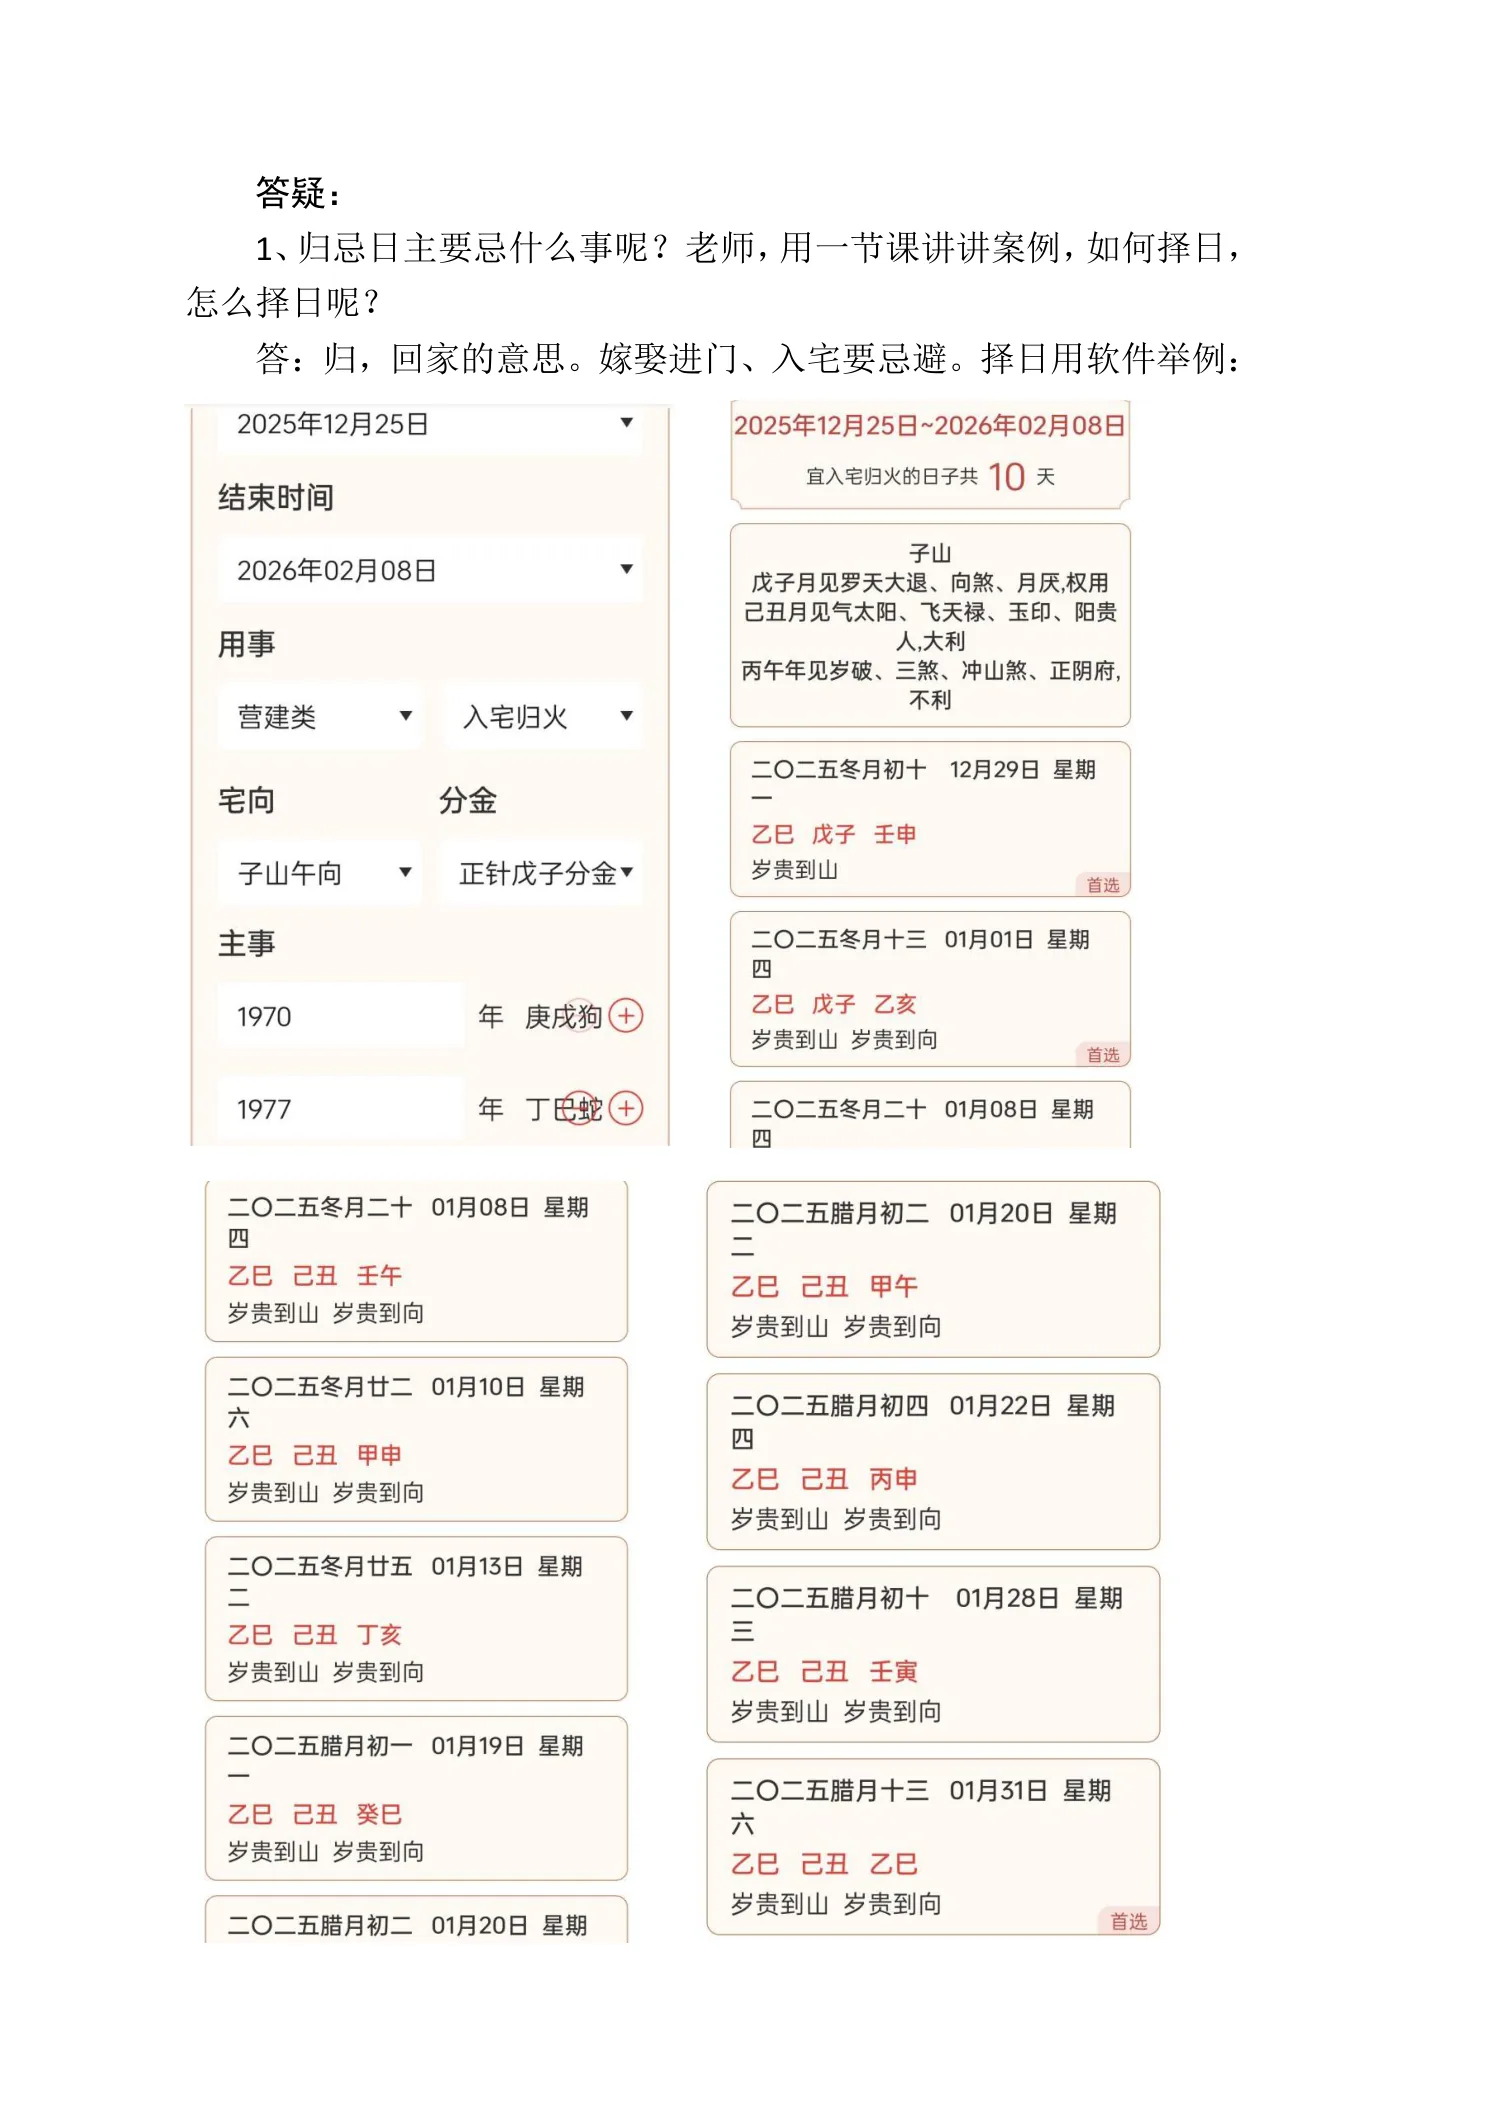 答疑：
1、归忌日主要忌什么事呢？老师，用一节课讲讲案例，如何择日，
怎么择日呢？
答：归，回家的意思。嫁娶进门、入宅要忌避。择日用软件举例：
2025年12月25日
结束时间
2026年02月08日
用事
营建类 入宅归火
宅向 分金
子山午向 正针戊子分金
主事
1970 年 庚戌狗
1977 年 丁巳蛇
2025年12月25日~2026年02月08日
宜入宅归火的日子共 10 天
子山
戊子月见罗天大退、向煞、月厌,权用
己丑月见气太阳、飞天禄、玉印、阳贵
人,大利
丙午年见岁破、三煞、冲山煞、正阴府,
不利
二〇二五冬月初十 12月29日 星期
一
乙巳 戊子 壬申
岁贵到山
首选
二〇二五冬月十三 01月01日 星期
四
乙巳 戊子 乙亥
岁贵到山 岁贵到向
首选
二〇二五冬月二十 01月08日 星期
四
二〇二五冬月二十 01月08日 星期
四
乙巳 己丑 壬午
岁贵到山 岁贵到向
二〇二五冬月廿二 01月10日 星期
六
乙巳 己丑 甲申
岁贵到山 岁贵到向
二〇二五冬月廿五 01月13日 星期
二
乙巳 己丑 丁亥
岁贵到山 岁贵到向
二〇二五腊月初一 01月19日 星期
一
乙巳 己丑 癸巳
岁贵到山 岁贵到向
二〇二五腊月初二 01月20日 星期
二〇二五腊月初二 01月20日 星期
二
乙巳 己丑 甲午
岁贵到山 岁贵到向
二〇二五腊月初四 01月22日 星期
四
乙巳 己丑 丙申
岁贵到山 岁贵到向
二〇二五腊月初十 01月28日 星期
三
乙巳 己丑 壬寅
岁贵到山 岁贵到向
二〇二五腊月十三 01月31日 星期
六
乙巳 己丑 乙巳
岁贵到山 岁贵到向
首选